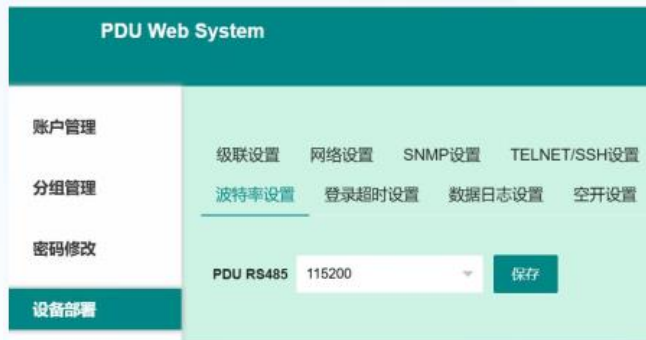 PDU Web System
账户管理
分组管理
密码修改
设备部署
级联设置 网络设置 SNMP设置 TELNET/SSH设置
波特率设置 登录超时设置 数据日志设置 空开设置
PDU RS485 115200 保存